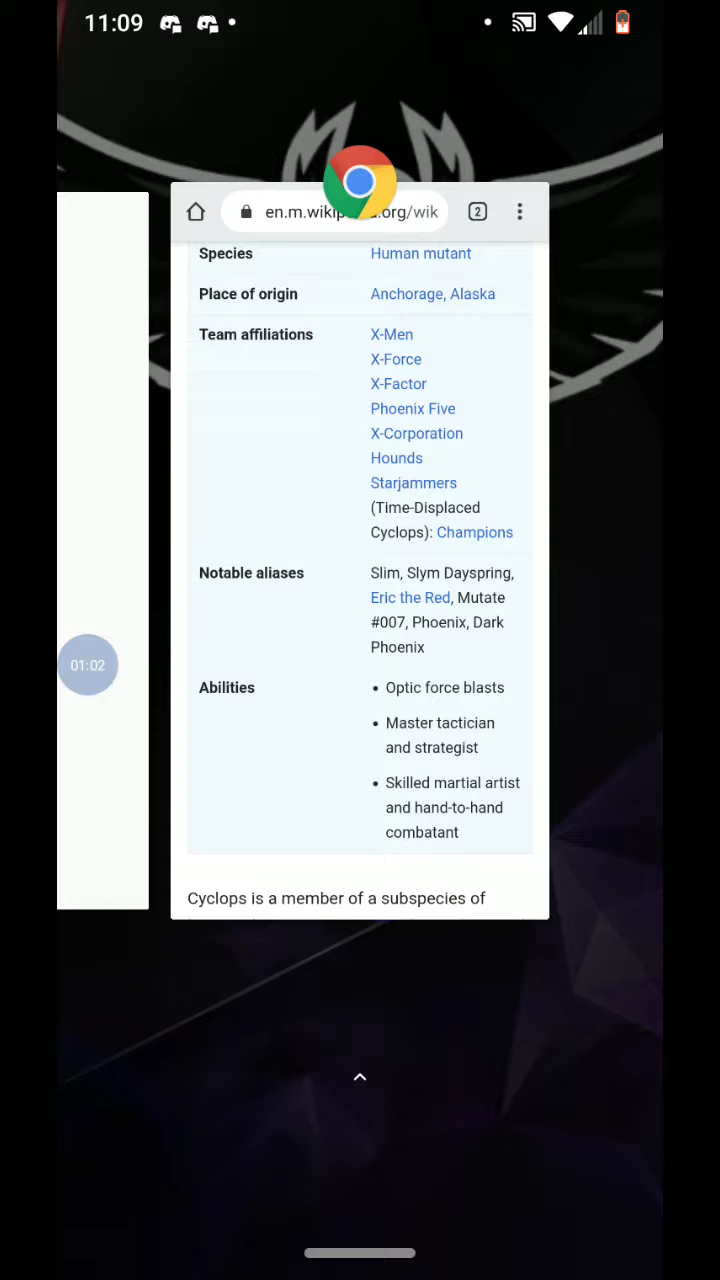 11:09
en.m.wikip org/wik
2
Species Human mutant
Place of origin Anchorage, Alaska
Team affiliations X-Men
X-Force
X-Factor
Phoenix Five
X-Corporation
Hounds
Starjammers
(Time-Displaced
Cyclops): Champions
Notable aliases Slim, Slym Dayspring,
Eric the Red, Mutate
#007, Phoenix, Dark
Phoenix
01:02
Abilities • Optic force blasts
• Master tactician
and strategist
• Skilled martial artist
and hand-to-hand
combatant
Cyclops is a member of a subspecies of